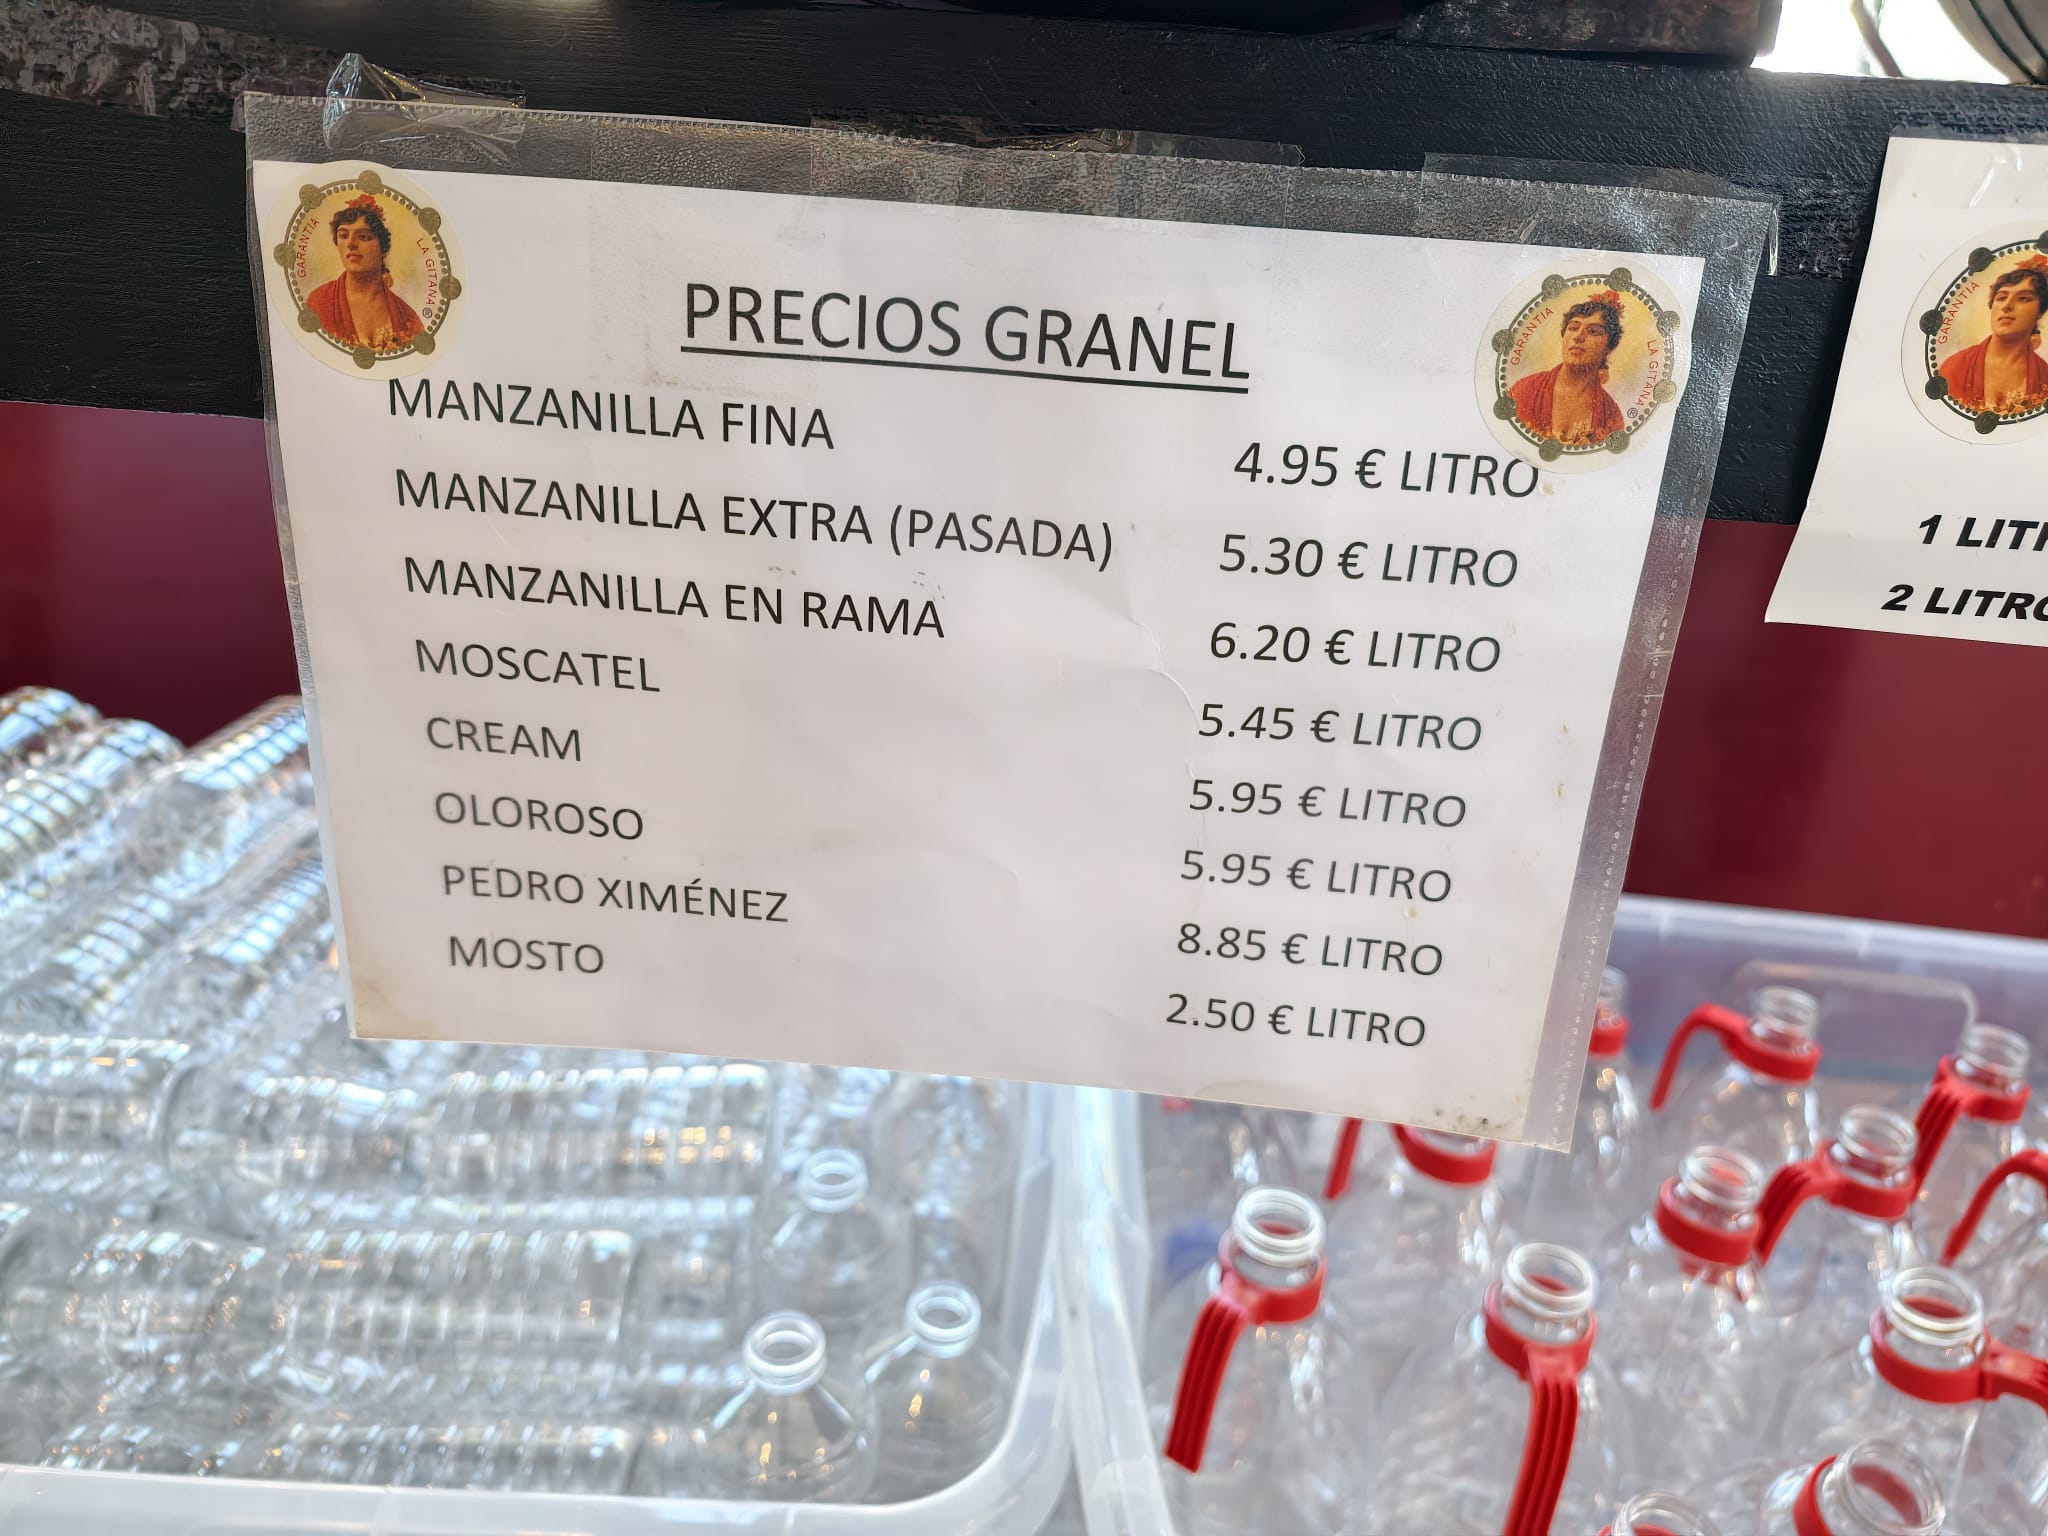 GARANTIA LA GITANA ®
GARANTIA LA GITANA ®
GARANTIA
PRECIOS GRANEL
MANZANILLA FINA 4.95 € LITRO
MANZANILLA EXTRA (PASADA) 5.30 € LITRO
MANZANILLA EN RAMA 6.20 € LITRO
MOSCATEL 5.45 € LITRO
CREAM 5.95 € LITRO
OLOROSO 5.95 € LITRO
PEDRO XIMÉNEZ 8.85 € LITRO
MOSTO 2.50 € LITRO
1
2